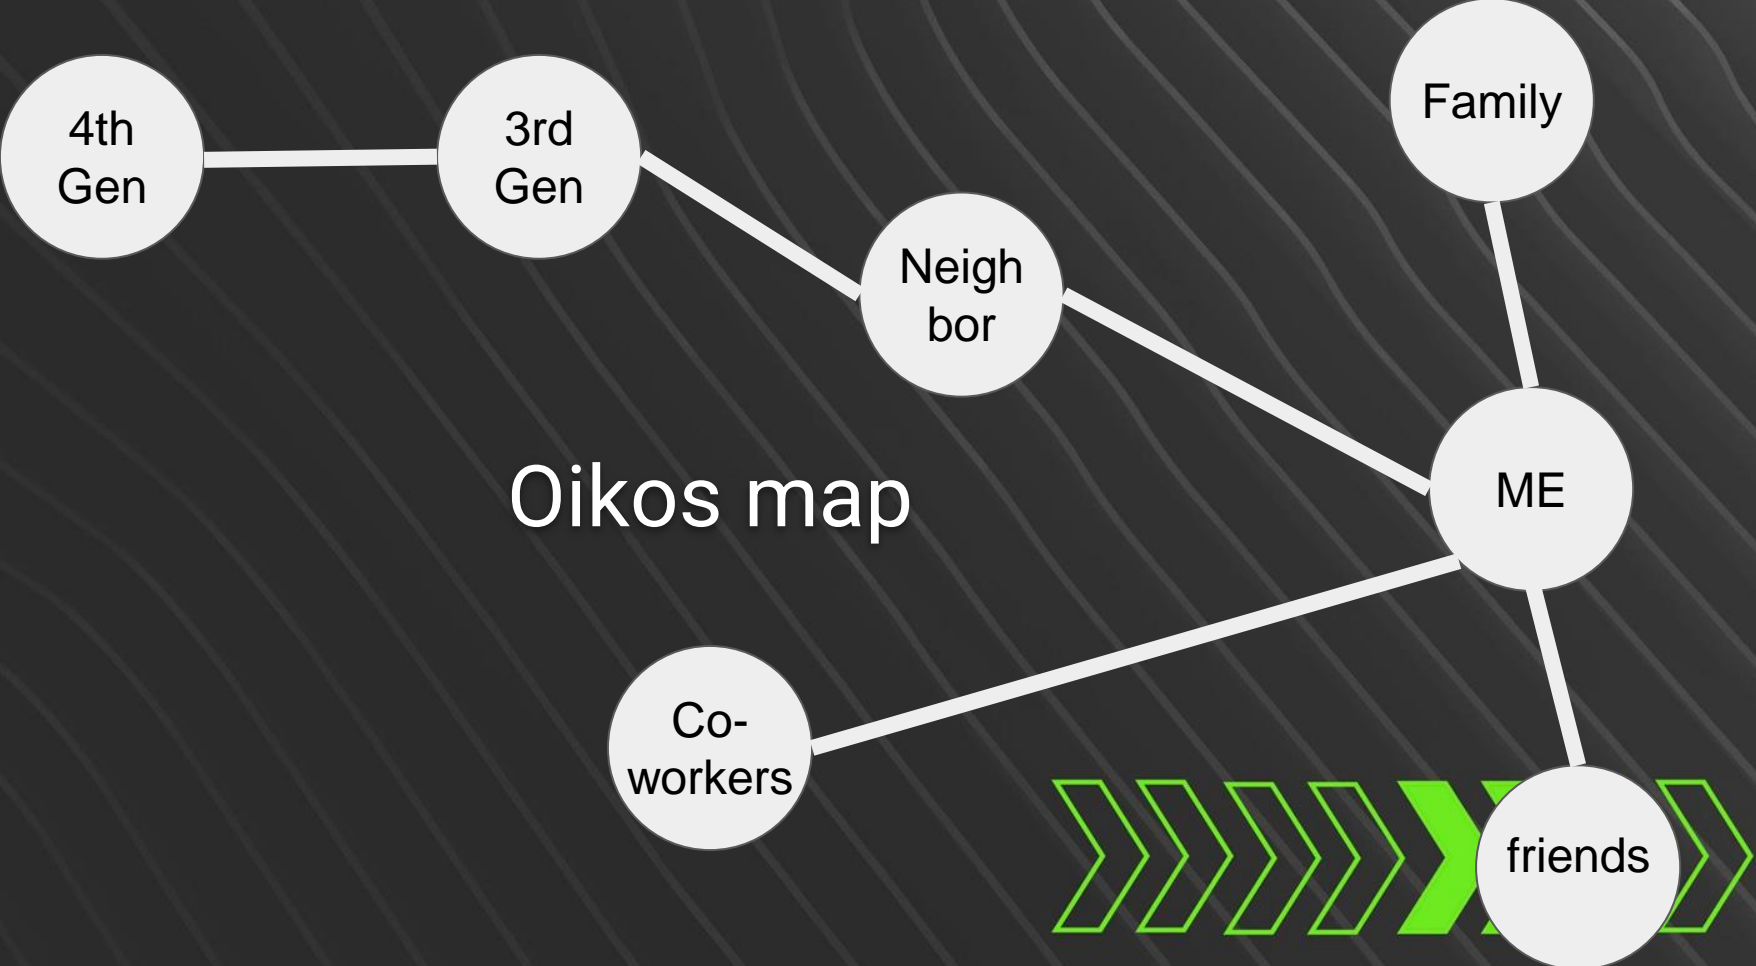 4th
Gen
3rd
Gen
Family
Neigh
bor
ME
Oikos map
Co-
workers
friends